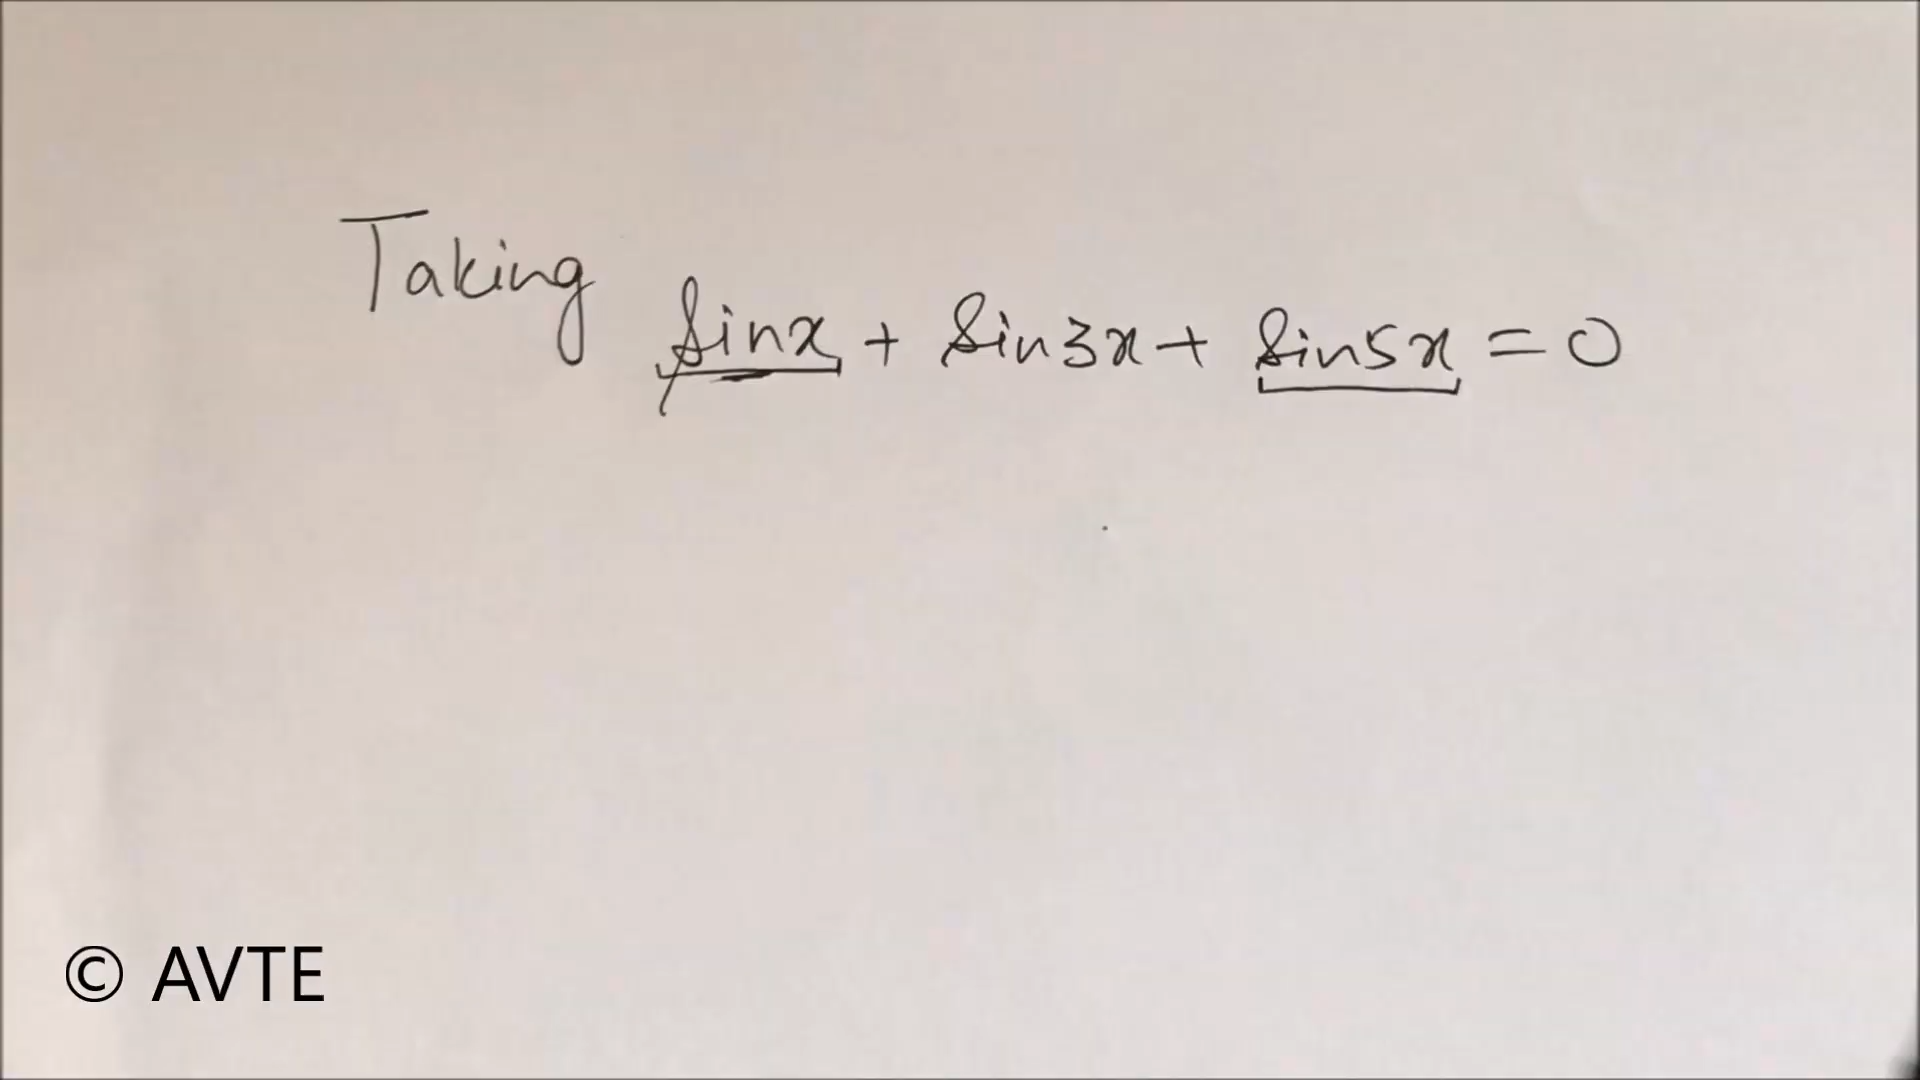 Taking
sinx + sin3x + sin5x = 0
© AVTE